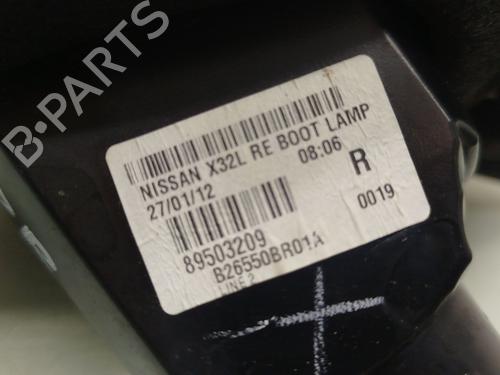 B-PARTS
NISSAN X32L RE BOOT LAMP
27/01/12
08:06
R
89503209
0019
B26550BR01A
LINE 2